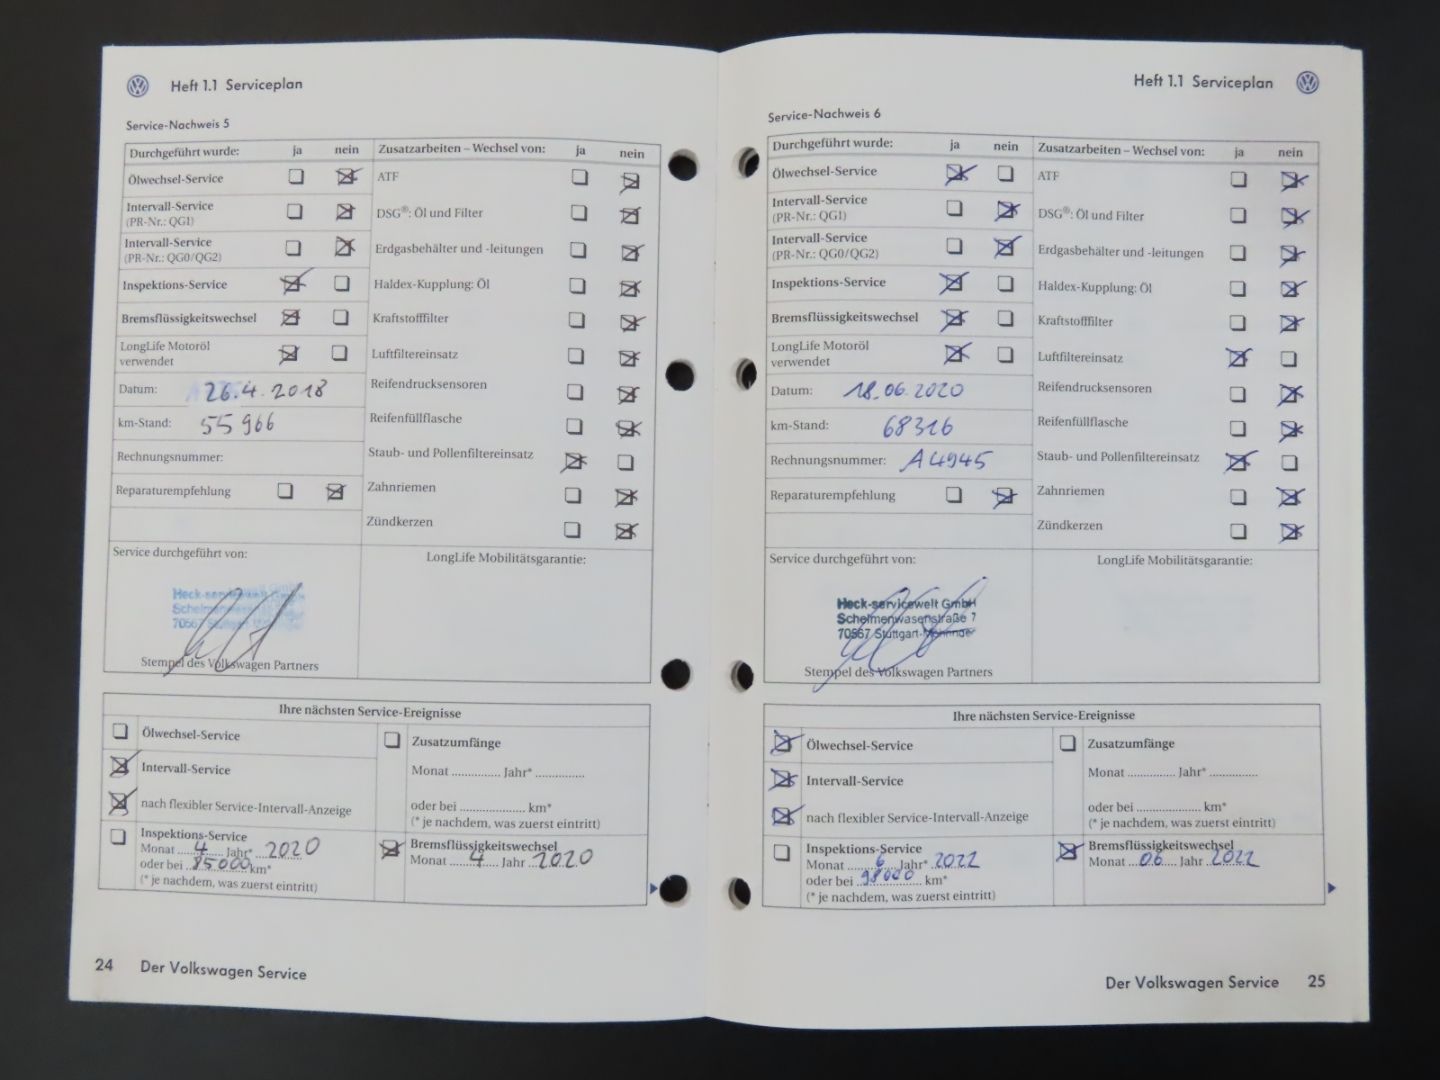 Heft 1.1 Serviceplan
Service-Nachweis 5
Durchgeführt wurde: ja nein
Ölwechsel-Service
Intervall-Service
(PR-Nr.: QG1)
Intervall-Service
(PR-Nr.: QG0/QG2)
Inspektions-Service
Bremsflüssigkeitswechsel
LongLife Motoröl
verwendet
Datum: 26.4.2018
km-Stand: 55966
Rechnungsnummer:
Reparaturempfehlung
Zusatzarbeiten – Wechsel von: ja nein
ATF
DSG®: Öl und Filter
Erdgasbehälter und -leitungen
Haldex-Kupplung: Öl
Kraftstofffilter
Luftfiltereinsatz
Reifendrucksensoren
Reifenfüllflasche
Staub- und Pollenfiltereinsatz
Zahnriemen
Zündkerzen
Service durchgeführt von:
Heck-servicewelt GmbH
70567 Stuttgart
Stempel des Volkswagen Partners
LongLife Mobilitätsgarantie:
Ihre nächsten Service-Ereignisse
Ölwechsel-Service
Intervall-Service
nach flexibler Service-Intervall-Anzeige
Inspektions-Service
Monat 4 Jahr* 2020
oder bei 85000 km*
(* je nachdem, was zuerst eintritt)
Zusatzumfänge
Monat ............... Jahr* ...............
oder bei .................... km*
(* je nachdem, was zuerst eintritt)
Bremsflüssigkeitswechsel
Monat 4 Jahr 2020
24 Der Volkswagen Service
Heft 1.1 Serviceplan
Service-Nachweis 6
Durchgeführt wurde: ja nein
Ölwechsel-Service
Intervall-Service
(PR-Nr.: QG1)
Intervall-Service
(PR-Nr.: QG0/QG2)
Inspektions-Service
Bremsflüssigkeitswechsel
LongLife Motoröl
verwendet
Datum: 18.06.2020
km-Stand: 68316
Rechnungsnummer: A4945
Reparaturempfehlung
Zusatzarbeiten – Wechsel von: ja nein
ATF
DSG®: Öl und Filter
Erdgasbehälter und -leitungen
Haldex-Kupplung: Öl
Kraftstofffilter
Luftfiltereinsatz
Reifendrucksensoren
Reifenfüllflasche
Staub- und Pollenfiltereinsatz
Zahnriemen
Zündkerzen
Service durchgeführt von:
Heck-servicewelt GmbH
Schelmenwasenstraße 7
70567 Stuttgart-Möhringen
Stempel des Volkswagen Partners
LongLife Mobilitätsgarantie:
Ihre nächsten Service-Ereignisse
Ölwechsel-Service
Intervall-Service
nach flexibler Service-Intervall-Anzeige
Inspektions-Service
Monat 6 Jahr* 2022
oder bei 98000 km*
(* je nachdem, was zuerst eintritt)
Zusatzumfänge
Monat ............... Jahr* ...............
oder bei .................... km*
(* je nachdem, was zuerst eintritt)
Bremsflüssigkeitswechsel
Monat 06 Jahr 2022
Der Volkswagen Service 25